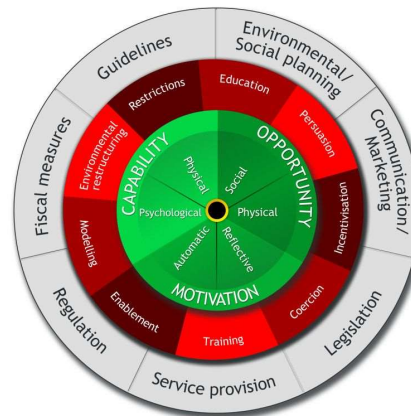 Guidelines
Environmental/
Social planning
Communication/
Marketing
Legislation
Service provision
Regulation
Fiscal measures
Restrictions
Education
Persuasion
Incentivisation
Coercion
Training
Enablement
Modelling
Environmental
restructuring
CAPABILITY
OPPORTUNITY
MOTIVATION
Physical
Social
Physical
Reflective
Automatic
Psychological